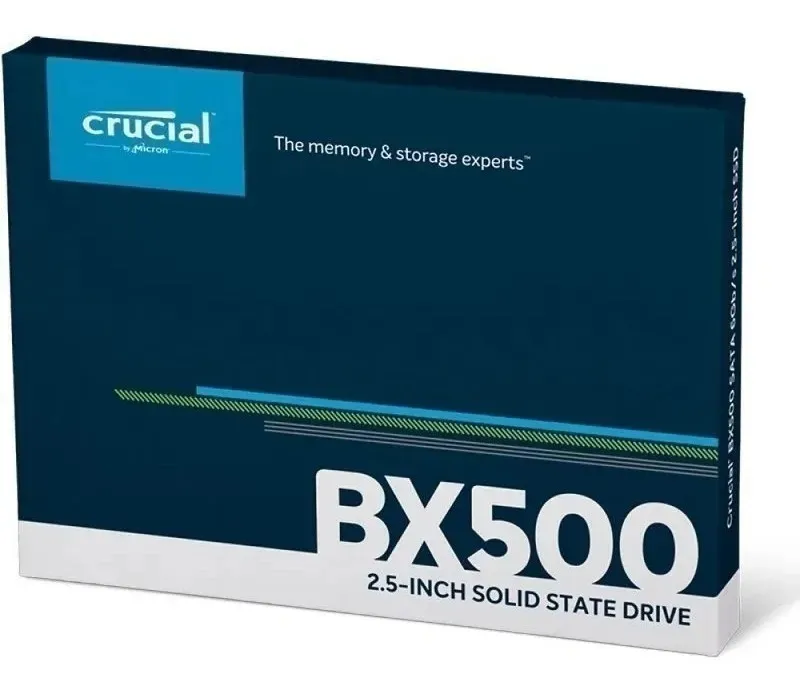 crucial™
by Micron
The memory & storage experts™
BX500
2.5-INCH SOLID STATE DRIVE
Crucial® BX500 SATA 6Gb/s 2.5-inch SSD